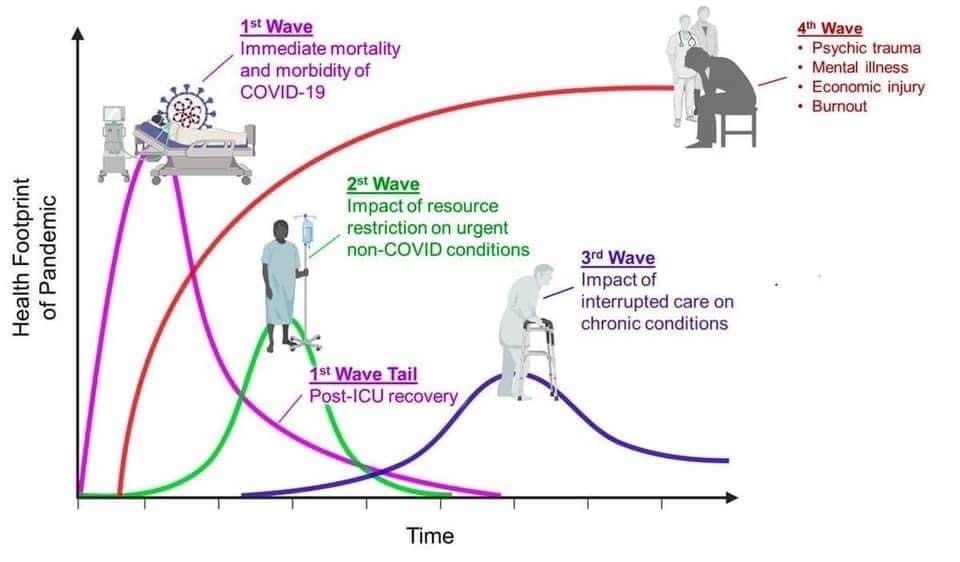 1st Wave
Immediate mortality
and morbidity of
COVID-19
4th Wave
• Psychic trauma
• Mental illness
• Economic injury
• Burnout
2st Wave
Impact of resource
restriction on urgent
non-COVID conditions
3rd Wave
Impact of
interrupted care on
chronic conditions
1st Wave Tail
Post-ICU recovery
Health Footprint
of Pandemic
Time